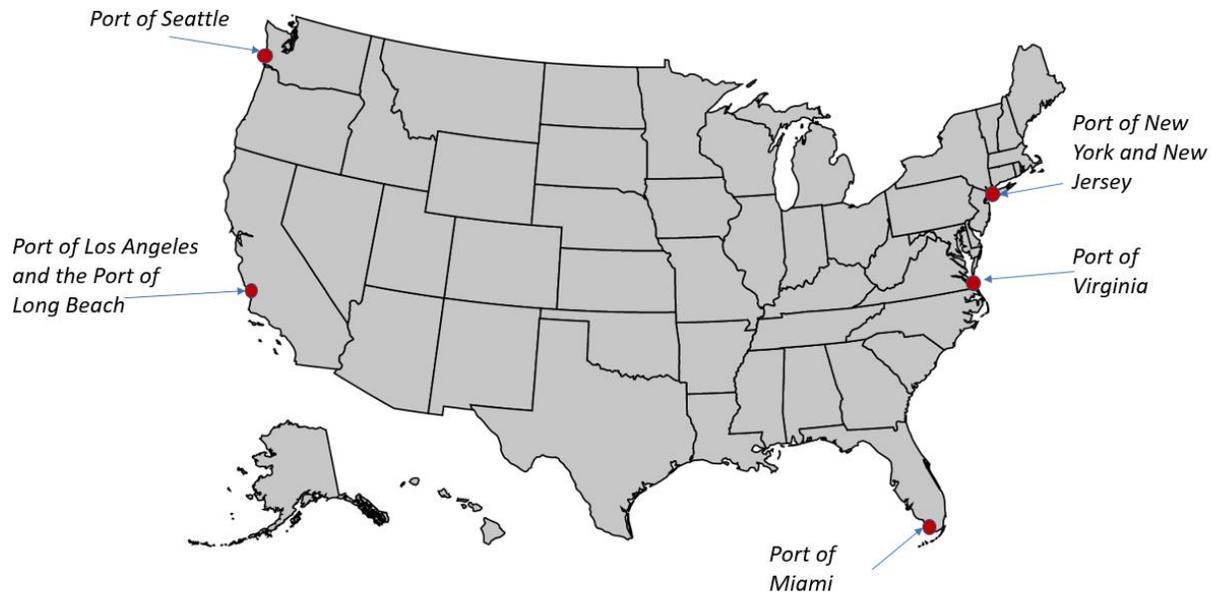 Port of Seattle
Port of New
York and New
Jersey
Port of Los Angeles
and the Port of
Long Beach
Port of
Virginia
Port of
Miami